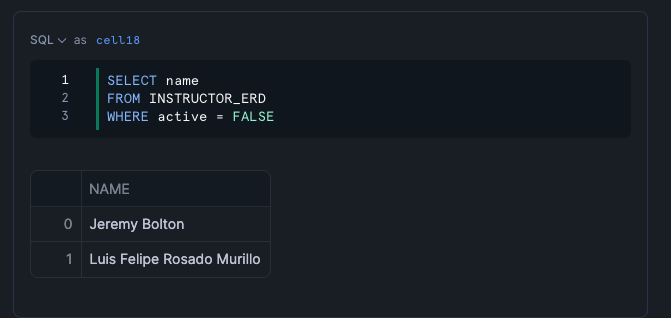 SQL as cell18
1 SELECT name
2 FROM INSTRUCTOR_ERD
3 WHERE active = FALSE
NAME
0 Jeremy Bolton
1 Luis Felipe Rosado Murillo